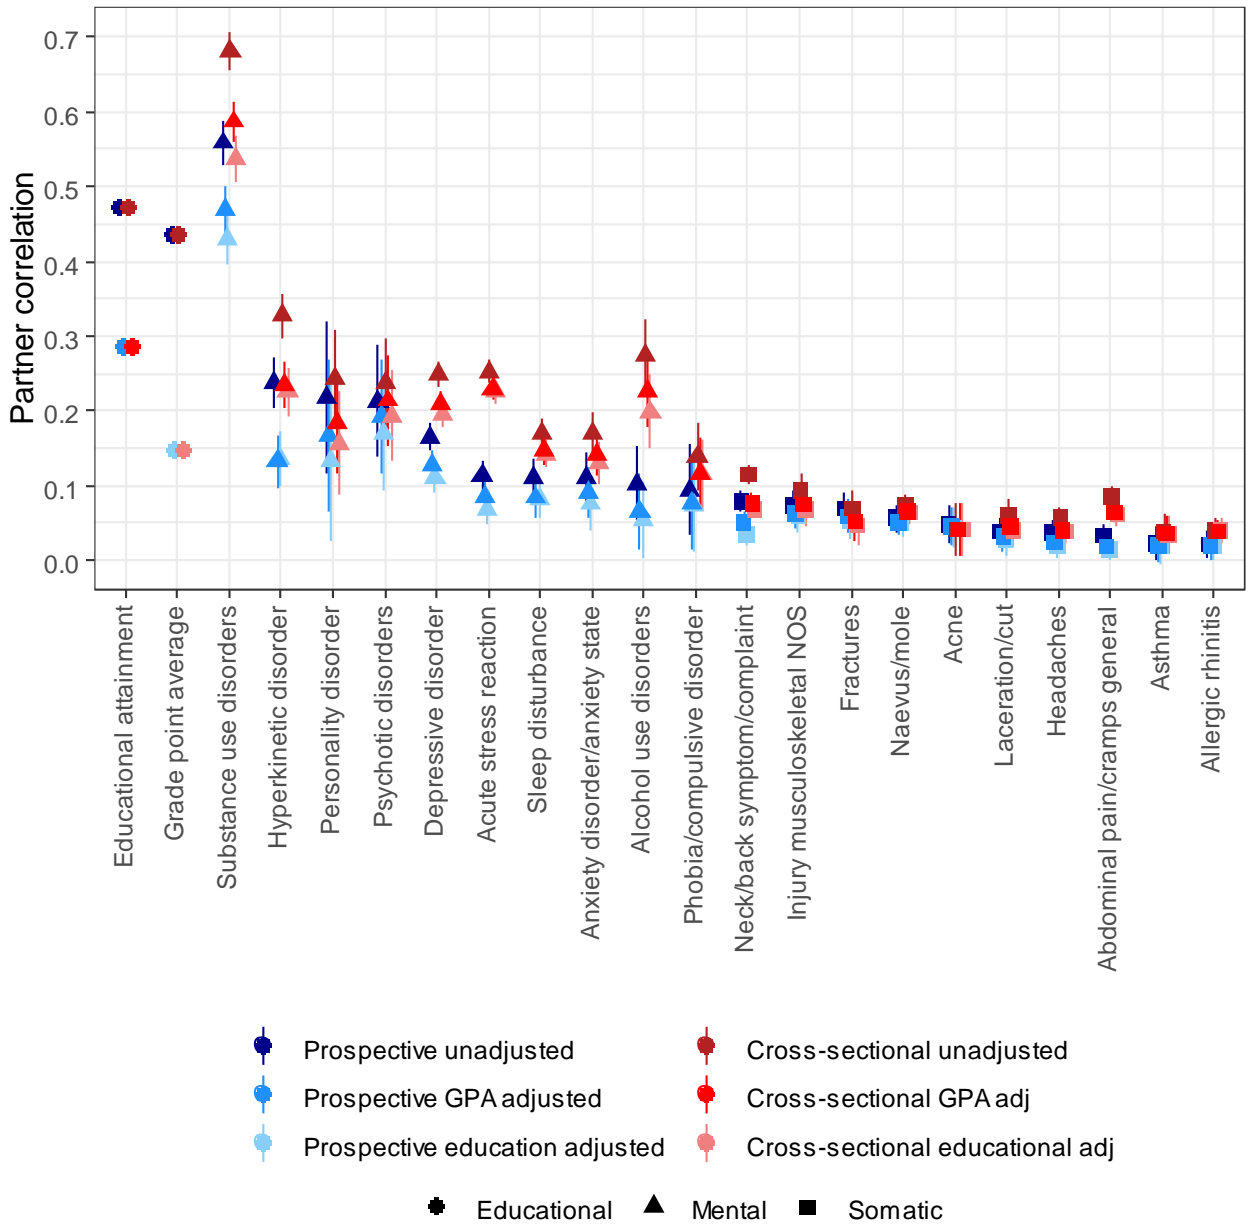 Partner correlation
0.7
0.6
0.5
0.4
0.3
0.2
0.1
0.0
Educational attainment
Grade point average
Substance use disorders
Hyperkinetic disorder
Personality disorder
Psychotic disorders
Depressive disorder
Acute stress reaction
Sleep disturbance
Anxiety disorder/anxiety state
Alcohol use disorders
Phobia/compulsive disorder
Neck/back symptom/complaint
Injury musculoskeletal NOS
Fractures
Naevus/mole
Acne
Laceration/cut
Headaches
Abdominal pain/cramps general
Asthma
Allergic rhinitis
Prospective unadjusted
Prospective GPA adjusted
Prospective education adjusted
Cross-sectional unadjusted
Cross-sectional GPA adj
Cross-sectional educational adj
Educational Mental Somatic